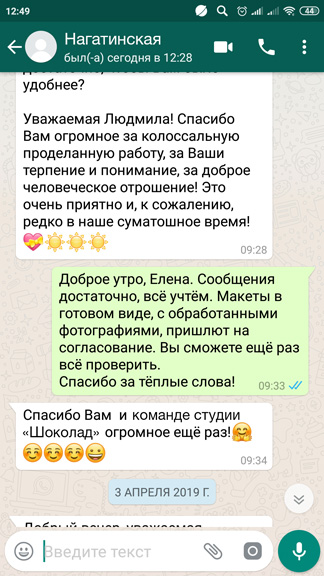 12:49
44
Нагатинская
был(-а) сегодня в 12:28
удобнее?
Уважаемая Людмила! Спасибо
Вам огромное за колоссальную
проделанную работу, за Ваши
терпение и понимание, за доброе
человеческое отрошение! Это
очень приятно и, к сожалению,
редко в наше суматошное время!
09:28
Доброе утро, Елена. Сообщения
достаточно, всё учтём. Макеты в
готовом виде, с обработанными
фотографиями, пришлют на
согласование. Вы сможете ещё раз
всё проверить.
Спасибо за тёплые слова!
09:33
Спасибо Вам и команде студии
«Шоколад» огромное ещё раз!
09:34
3 АПРЕЛЯ 2019 Г.
Добрый вечер, уважаемая
Введите текст